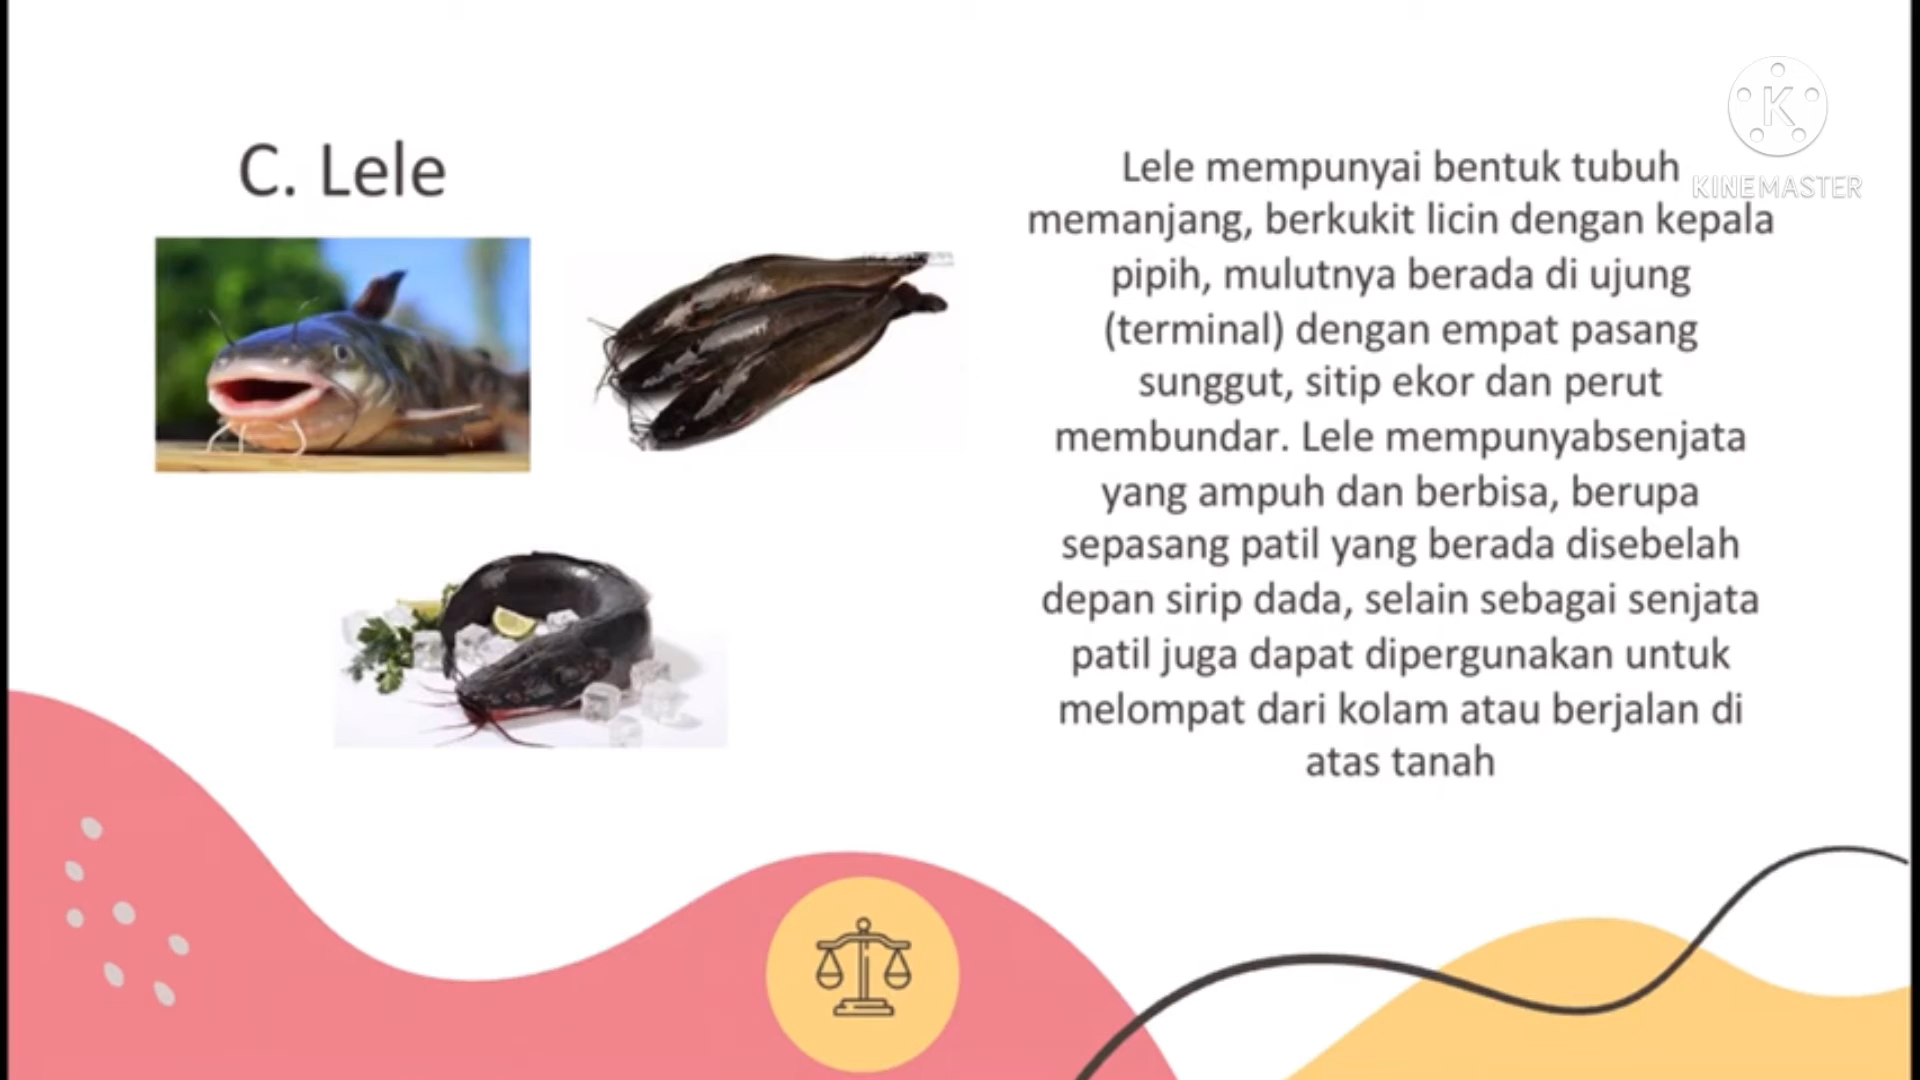 C. Lele
Lele mempunyai bentuk tubuh
memanjang, berkukit licin dengan kepala
pipih, mulutnya berada di ujung
(terminal) dengan empat pasang
sunggut, sitip ekor dan perut
membundar. Lele mempunyabsenjata
yang ampuh dan berbisa, berupa
sepasang patil yang berada disebelah
depan sirip dada, selain sebagai senjata
patil juga dapat dipergunakan untuk
melompat dari kolam atau berjalan di
atas tanah
K
KINEMASTER